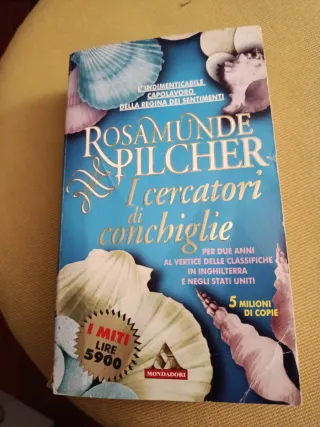 L'INDIMENTICABILE
CAPOLAVORO
DELLA REGINA DEI SENTIMENTI
ROSAMUNDE
PILCHER
I cercatori
di
conchiglie
PER DUE ANNI
AL VERTICE DELLE CLASSIFICHE
IN INGHILTERRA
E NEGLI STATI UNITI
5 MILIONI
DI COPIE
I MITI
LIRE
5900
MONDADORI